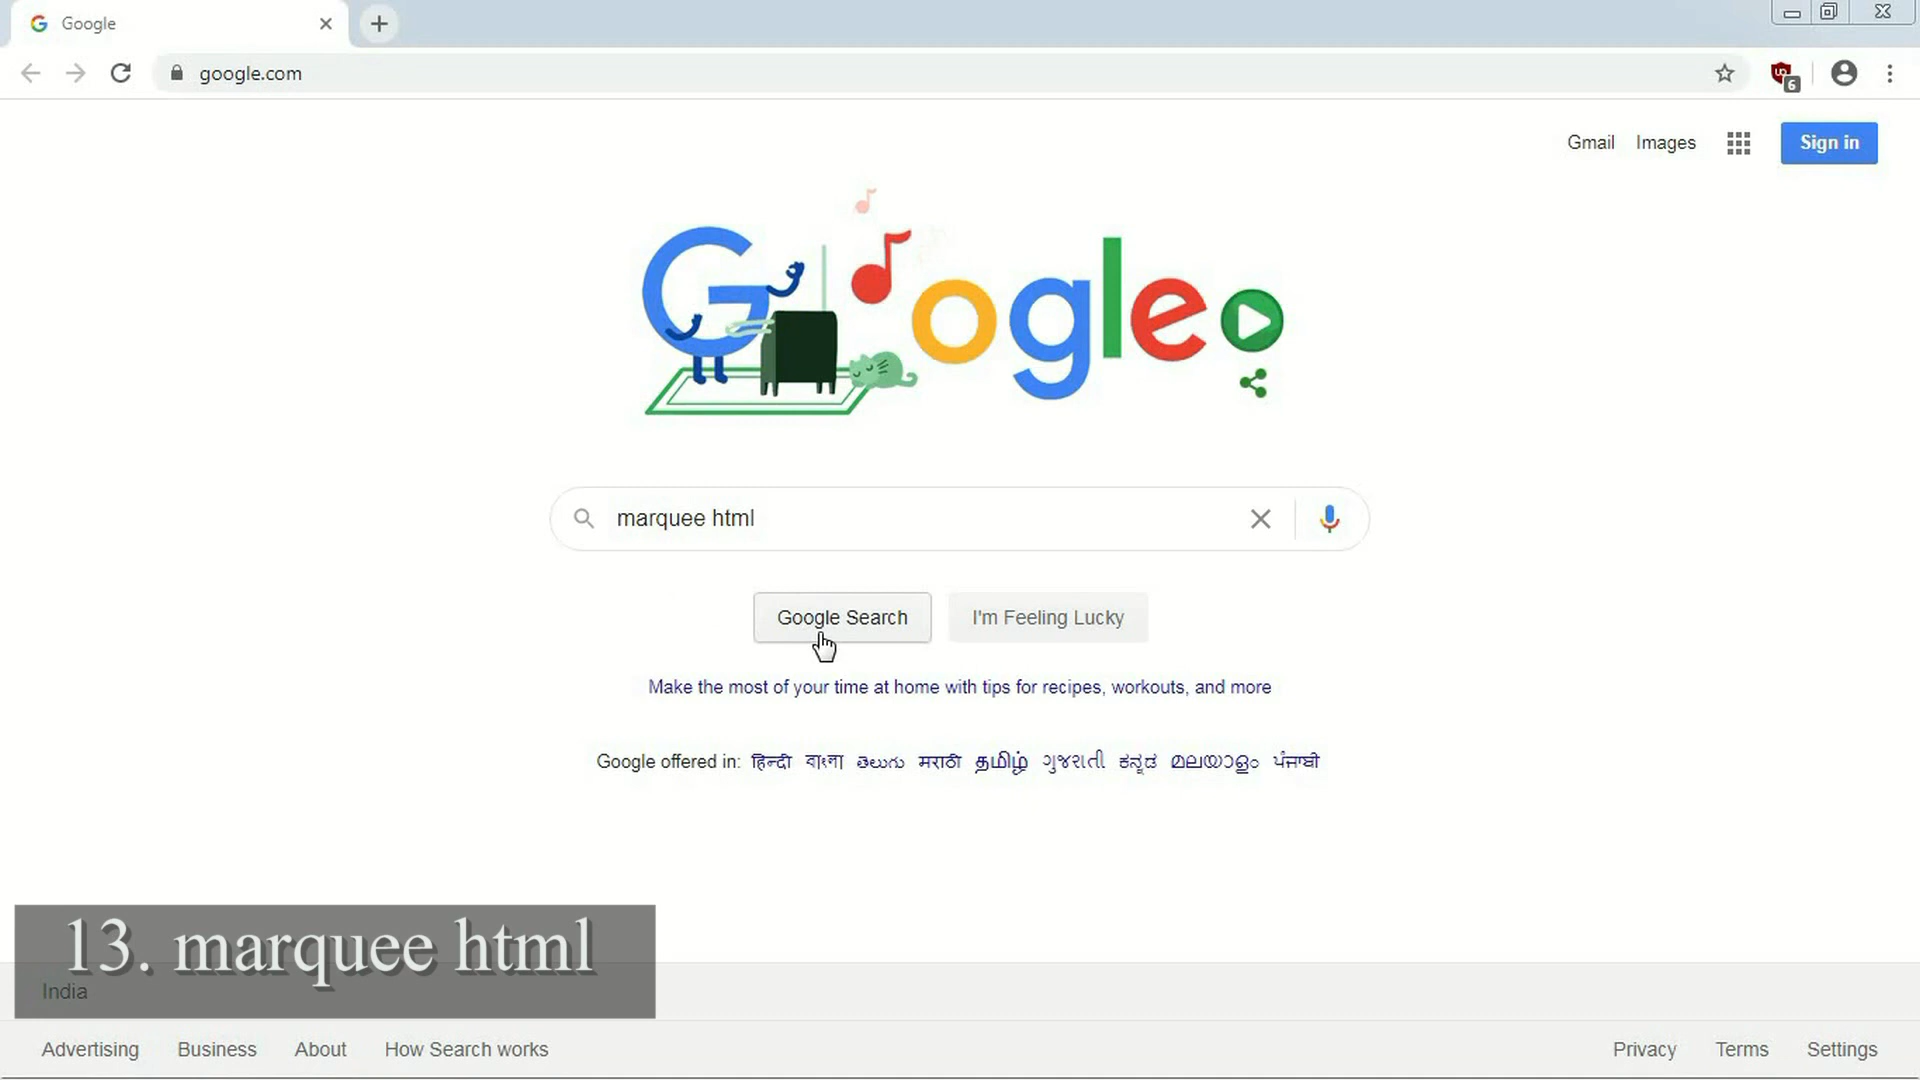 Google
google.com
6
Gmail Images Sign in
Google
marquee html
Google Search I'm Feeling Lucky
Make the most of your time at home with tips for recipes, workouts, and more
Google offered in: हिन्दी বাংলা తెలుగు मराठी தமிழ் ગુજરાતી ಕನ್ನಡ മലയാളം ਪੰਜਾਬੀ
13. marquee html
India
Advertising Business About How Search works Privacy Terms Settings